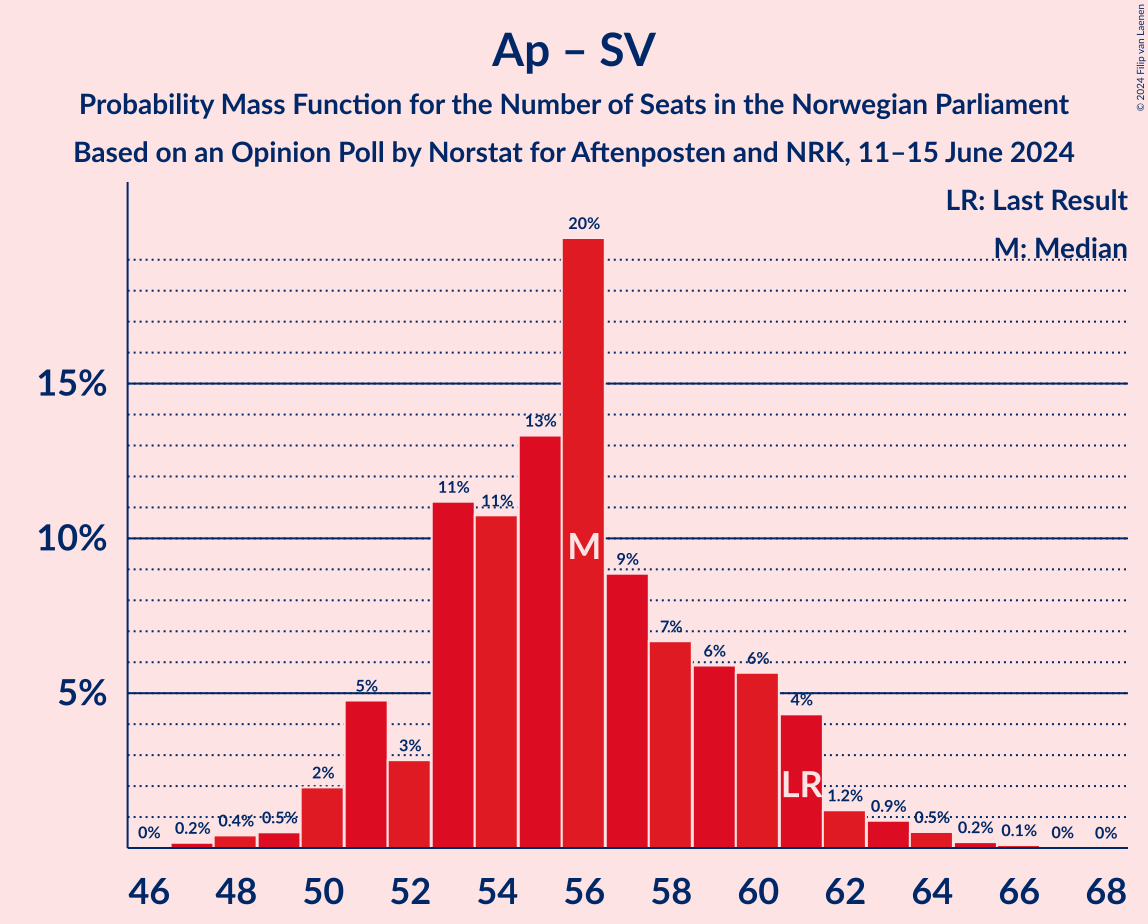 Ap – SV
Probability Mass Function for the Number of Seats in the Norwegian Parliament
Based on an Opinion Poll by Norstat for Aftenposten and NRK, 11–15 June 2024
© 2024 Filip van Laenen
LR: Last Result
M: Median
15%
10%
5%
0%
0.2%
0.4%
0.5%
2%
5%
3%
11%
11%
13%
20%
9%
7%
6%
6%
4%
1.2%
0.9%
0.5%
0.2%
0.1%
0%
0%
M
LR
46 48 50 52 54 56 58 60 62 64 66 68